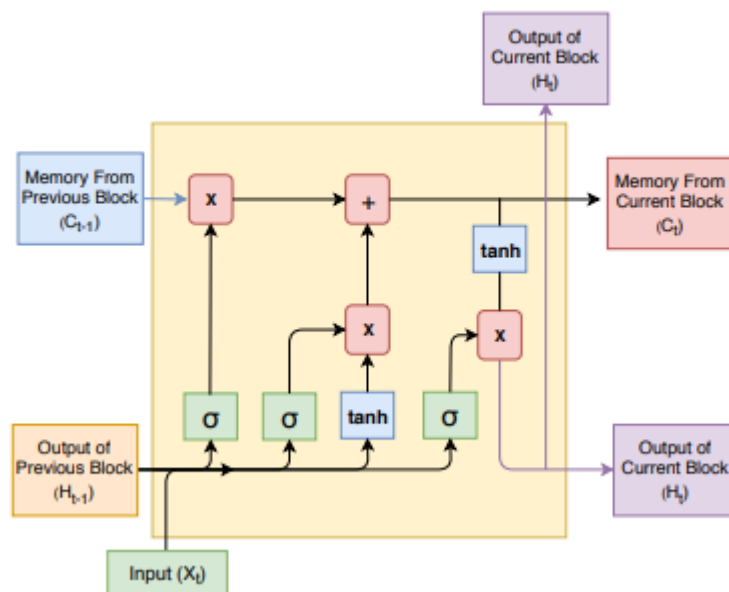 Output of
Current Block
(Ht)
Memory From
Previous Block
(Ct-1)
x
+
Memory From
Current Block
(Ct)
tanh
x
x
σ
σ
tanh
σ
Output of
Previous Block
(Ht-1)
Output of
Current Block
(Ht)
Input (Xt)